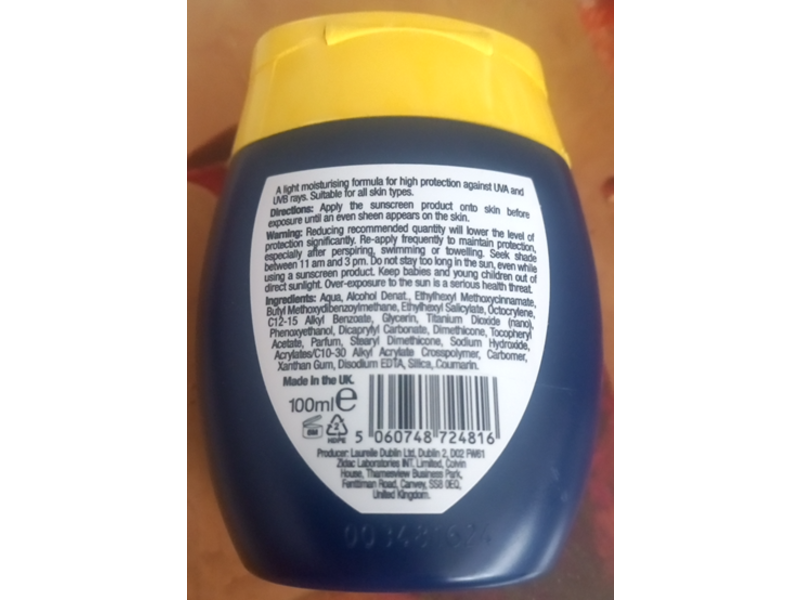 A light moisturising formula for high protection against UVA and
UVB rays. Suitable for all skin types.
Directions: Apply the sunscreen product onto skin before
exposure until an even sheen appears on the skin.
Warning: Reducing recommended quantity will lower the level of
protection significantly. Re-apply frequently to maintain protection,
especially after perspiring, swimming or towelling. Seek shade
between 11 am and 3 pm. Do not stay too long in the sun, even while
using a sunscreen product. Keep babies and young children out of
direct sunlight. Over-exposure to the sun is a serious health threat.
Ingredients: Aqua, Alcohol Denat., Ethylhexyl Methoxycinnamate,
Butyl Methoxydibenzoylmethane, Ethylhexyl Salicylate, Octocrylene,
C12-15 Alkyl Benzoate, Glycerin, Titanium Dioxide (nano),
Phenoxyethanol, Dicaprylyl Carbonate, Dimethicone, Tocopheryl
Acetate, Parfum, Stearyl Dimethicone, Sodium Hydroxide,
Acrylates/C10-30 Alkyl Acrylate Crosspolymer, Carbomer,
Xanthan Gum, Disodium EDTA, Silica, Coumarin.
Made in the UK.
100ml e
2
HDPE
5 060748 724816
Producer: Laurelle Dublin Ltd, Dublin 2, D02 FW61
Zidac Laboratories INT. Limited, Colvin
House, Thamesview Business Park,
Fenttiman Road, Canvey, SS8 0EQ,
United Kingdom.